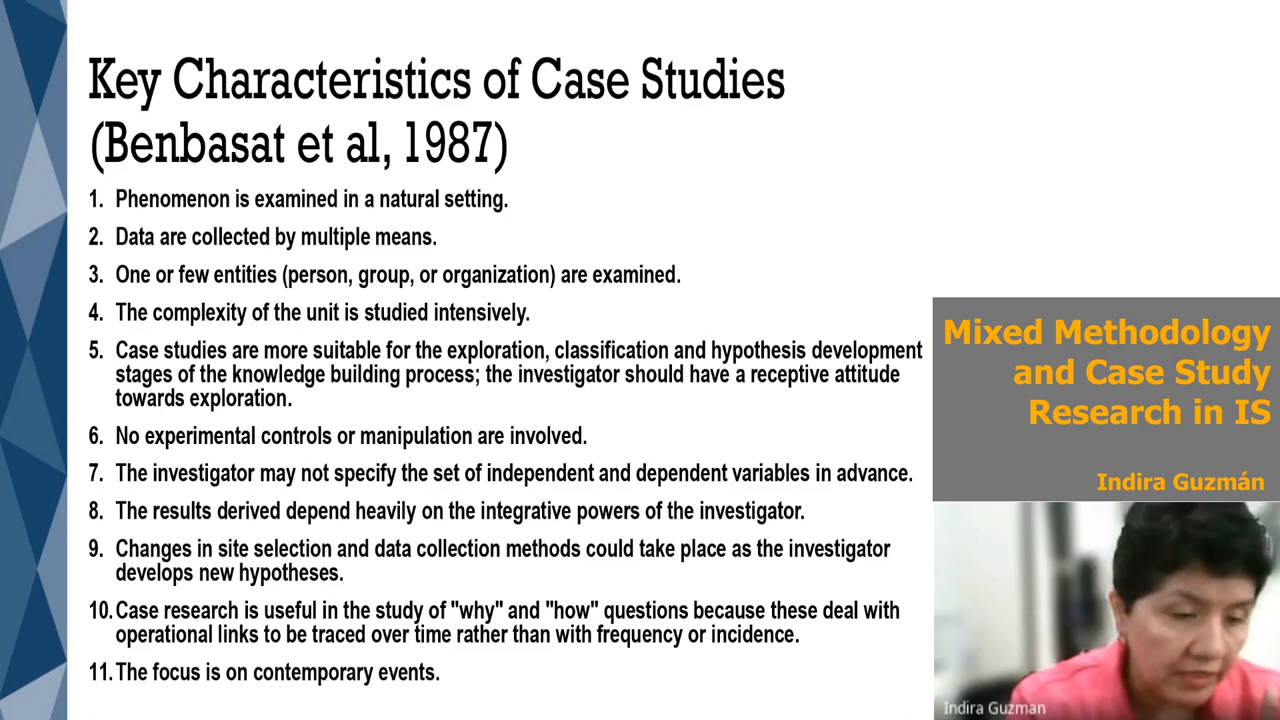 Key Characteristics of Case Studies
(Benbasat et al, 1987)
1. Phenomenon is examined in a natural setting.
2. Data are collected by multiple means.
3. One or few entities (person, group, or organization) are examined.
4. The complexity of the unit is studied intensively.
5. Case studies are more suitable for the exploration, classification and hypothesis development
stages of the knowledge building process; the investigator should have a receptive attitude
towards exploration.
6. No experimental controls or manipulation are involved.
7. The investigator may not specify the set of independent and dependent variables in advance.
8. The results derived depend heavily on the integrative powers of the investigator.
9. Changes in site selection and data collection methods could take place as the investigator
develops new hypotheses.
10. Case research is useful in the study of "why" and "how" questions because these deal with
operational links to be traced over time rather than with frequency or incidence.
11. The focus is on contemporary events.
Mixed Methodology
and Case Study
Research in IS
Indira Guzmán
Indira Guzman